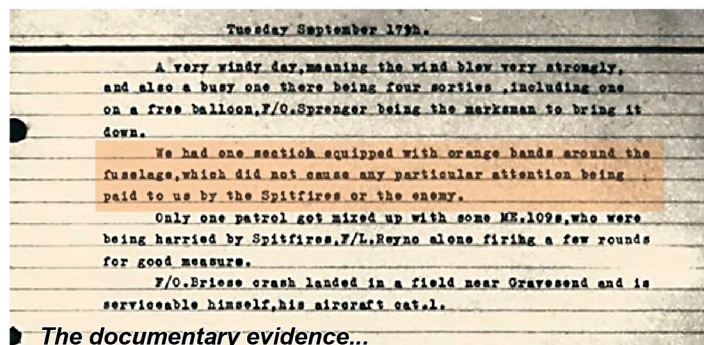 Tuesday September 17th.
A very windy day,meaning the wind blew very strongly,
and also a busy one there being four sorties ,including one
on a free balloon,F/O.Sprenger being the marksman to bring it
down.
We had one section equipped with orange bands around the
fuselage,which did not cause any particular attention being
paid to us by the Spitfires or the enemy.
Only one patrol got mixed up with some ME.109s,who were
being harried by Spitfires,F/L.Reyno alone firihg a few rounds
for good measure.
F/O.Briese crash landed in a field near Gravesend and is
serviceable himself,his aircraft cat.1.
The documentary evidence...